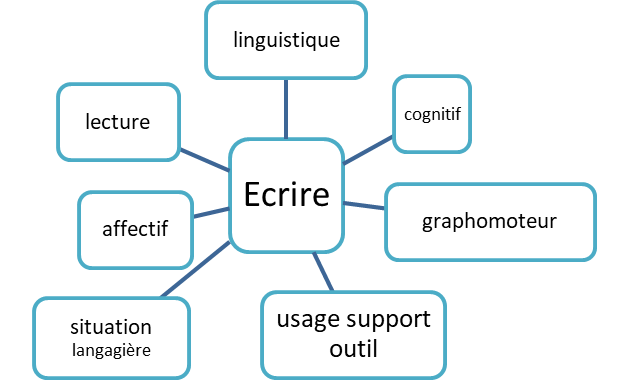 linguistique
cognitif
lecture
Ecrire
graphomoteur
affectif
usage support
outil
situation
langagière